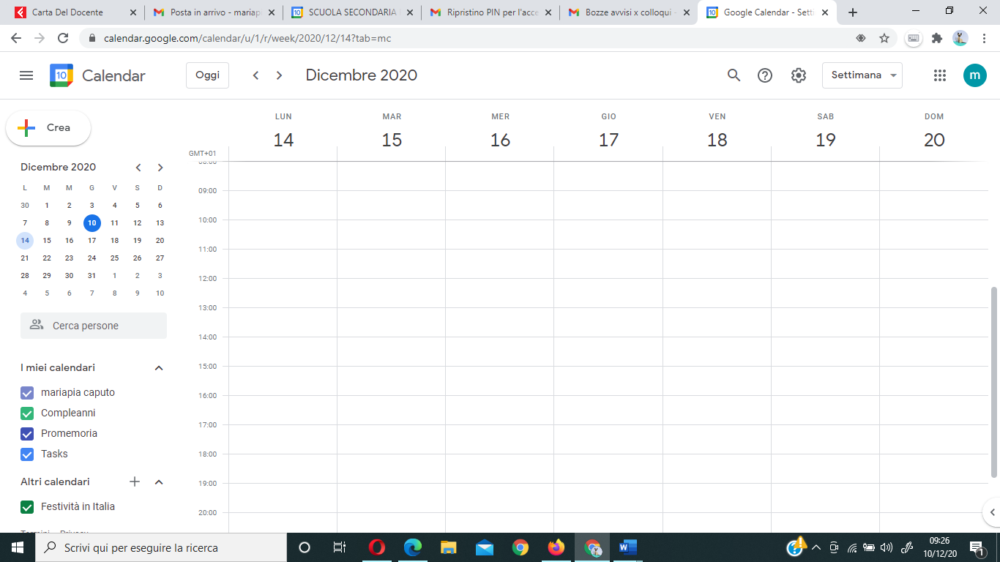 Carta Del Docente
Posta in arrivo - mariap
SCUOLA SECONDARIA
Ripristino PIN per l'acce
Bozze avvisi x colloqui -
Google Calendar - Setti
calendar.google.com/calendar/u/1/r/week/2020/12/14?tab=mc
10 Calendar
Oggi
Dicembre 2020
Settimana
m
Crea
LUN MAR MER GIO VEN SAB DOM
14 15 16 17 18 19 20
GMT+01
Dicembre 2020
L M M G V S D
30 1 2 3 4 5 6
7 8 9 10 11 12 13
14 15 16 17 18 19 20
21 22 23 24 25 26 27
28 29 30 31 1 2 3
4 5 6 7 8 9 10
Cerca persone
I miei calendari
mariapia caputo
Compleanni
Promemoria
Tasks
Altri calendari
Festività in Italia
Termini – Privacy
09:00
10:00
11:00
12:00
13:00
14:00
15:00
16:00
17:00
18:00
19:00
20:00
Scrivi qui per eseguire la ricerca
09:26
10/12/20
1